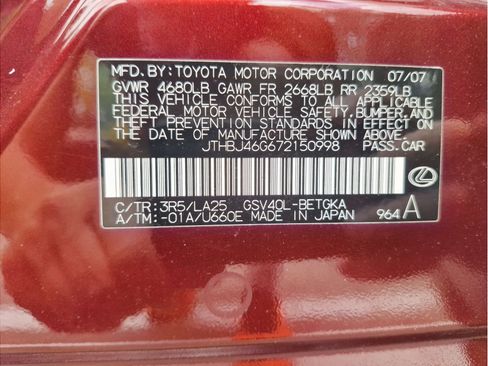 MFD. BY: TOYOTA MOTOR CORPORATION 07/07
GVWR 4680LB GAWR FR 2668LB RR 2359LB
THIS VEHICLE CONFORMS TO ALL APPLICABLE
FEDERAL MOTOR VEHICLE SAFETY, BUMPER, AND
THEFT PREVENTION STANDARDS IN EFFECT ON
THE DATE OF MANUFACTURE SHOWN ABOVE.
JTHBJ46G672150998 PASS.CAR
C/TR: 3R5/LA25 GSV40L-BETGKA
A/TM: -01A/U660E MADE IN JAPAN 964 A